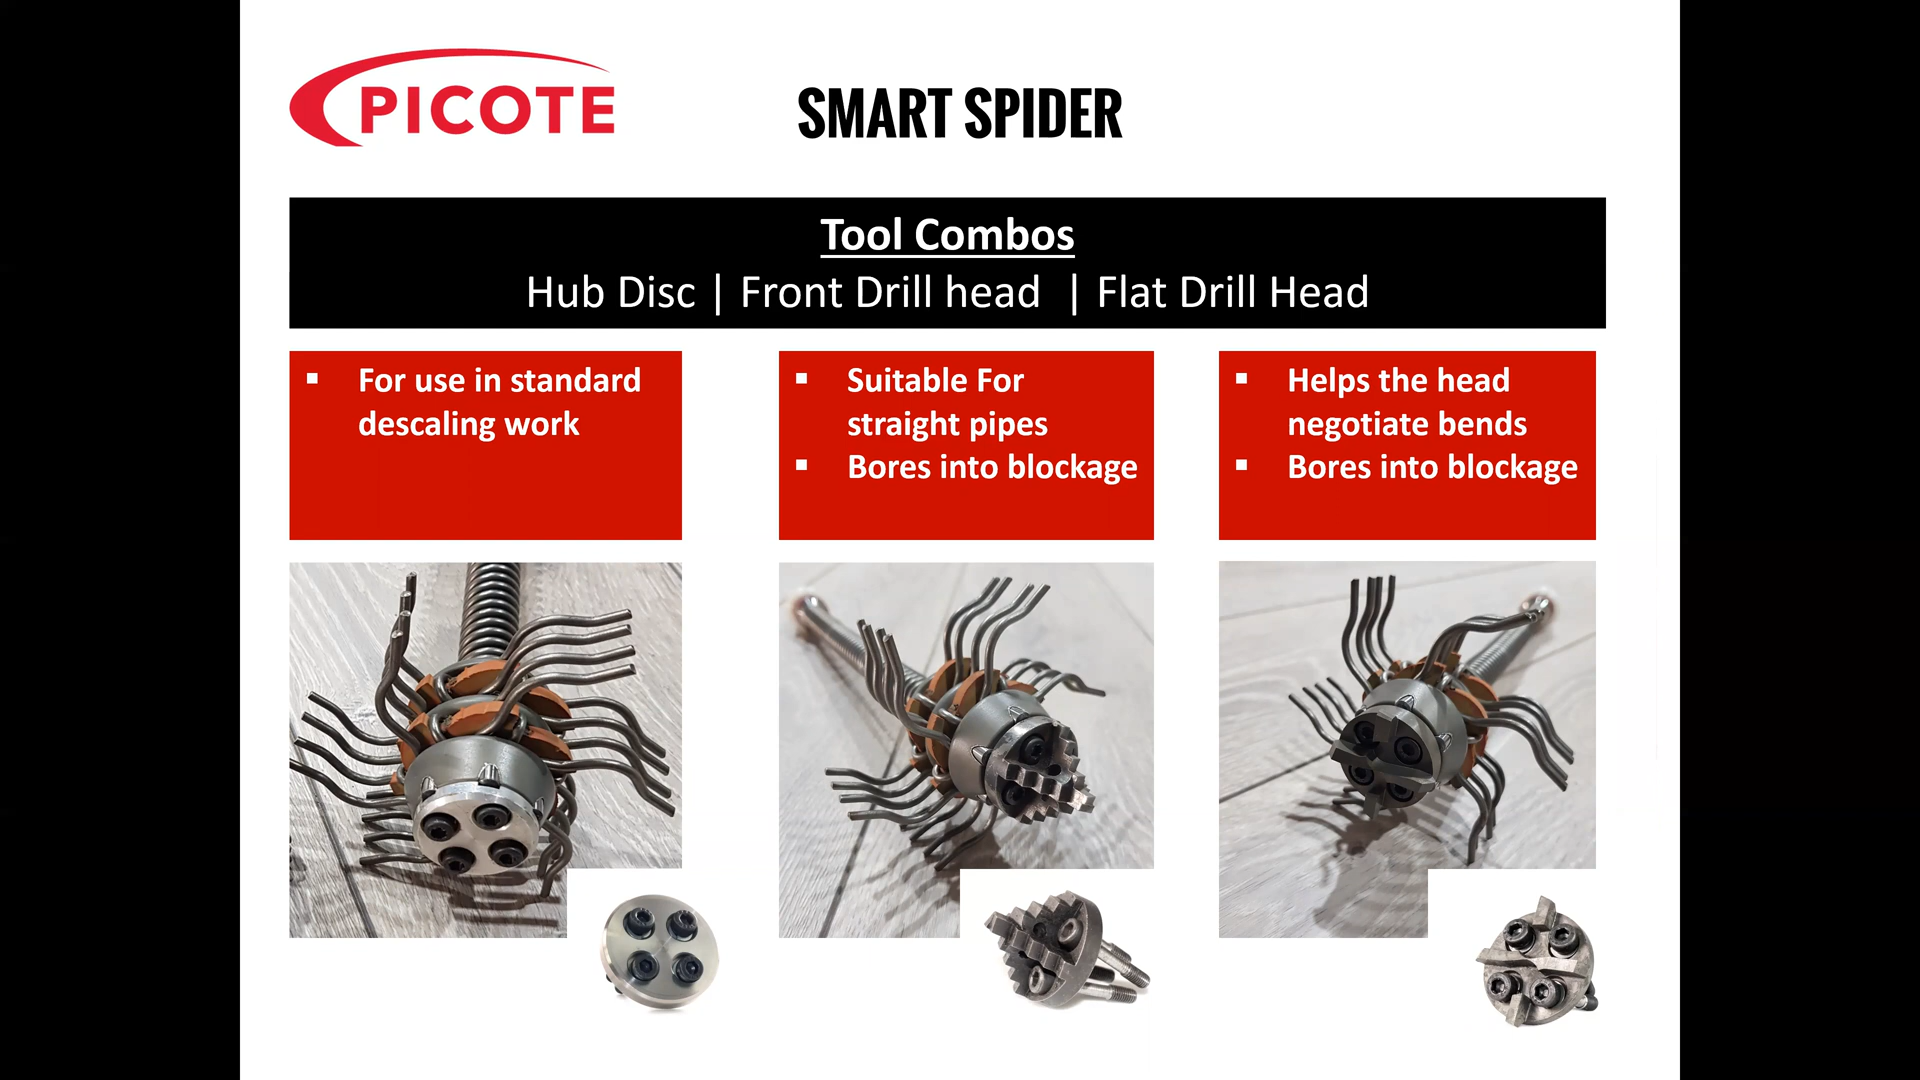 PICOTE
SMART SPIDER
Tool Combos
Hub Disc | Front Drill head | Flat Drill Head
▪ For use in standard
descaling work
▪ Suitable For
straight pipes
▪ Bores into blockage
▪ Helps the head
negotiate bends
▪ Bores into blockage